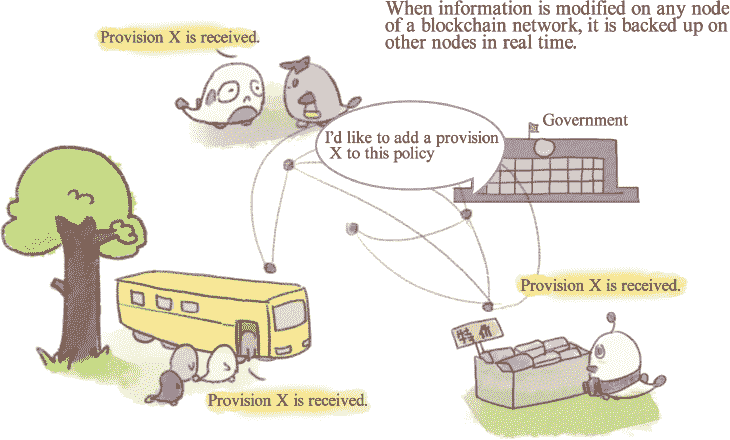 When information is modified on any node
of a blockchain network, it is backed up on
other nodes in real time.
Provision X is received.
I'd like to add a provision
X to this policy
Government
Provision X is received.
特价
Provision X is received.